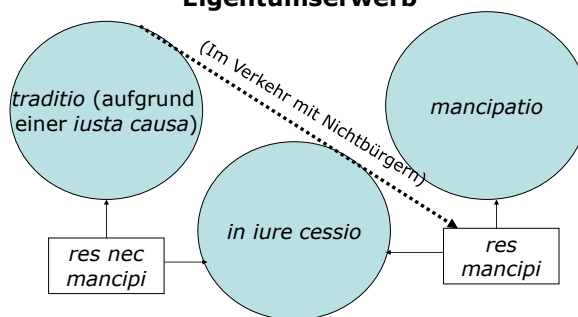 Eigentumserwerb
traditio (aufgrund
einer iusta causa)
(Im Verkehr mit Nichtbürgern)
mancipatio
in iure cessio
res nec
mancipi
res
mancipi